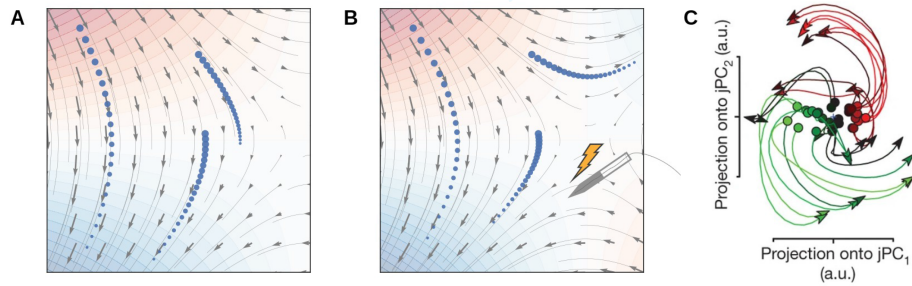 A
B
C
Projection onto jPC2 (a.u.)
Projection onto jPC1
(a.u.)